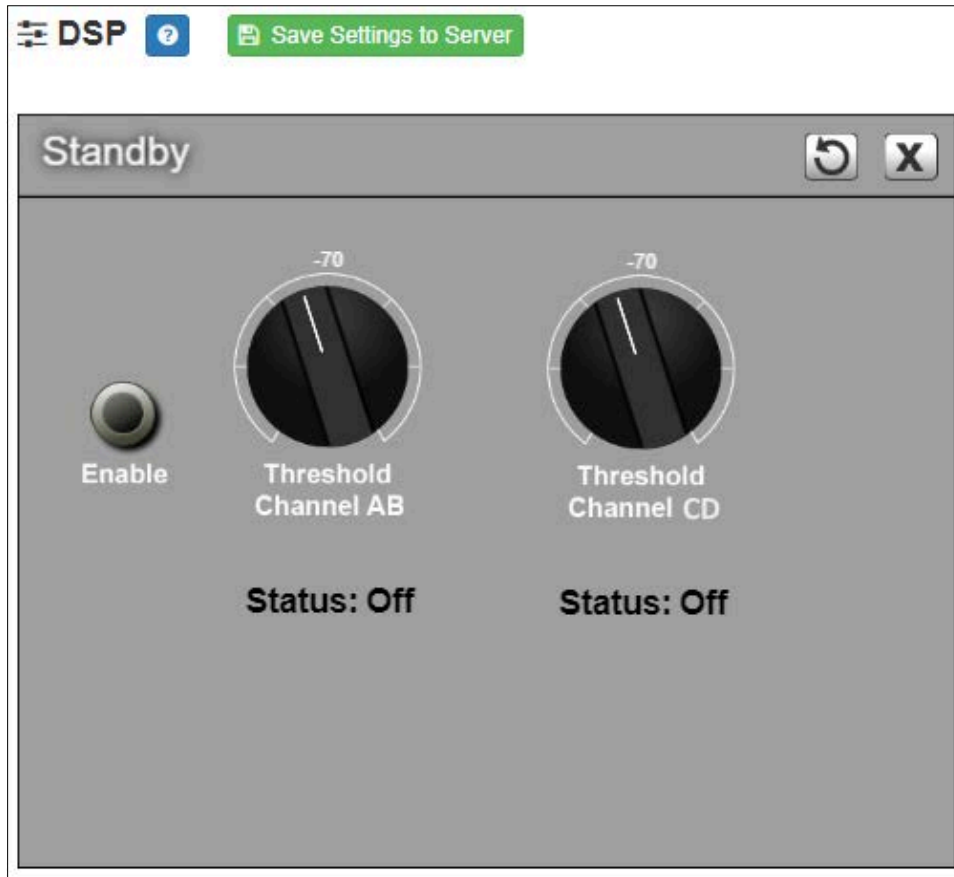 DSP
Save Settings to Server
Standby
X
-70
-70
Enable
Threshold
Channel AB
Threshold
Channel CD
Status: Off
Status: Off